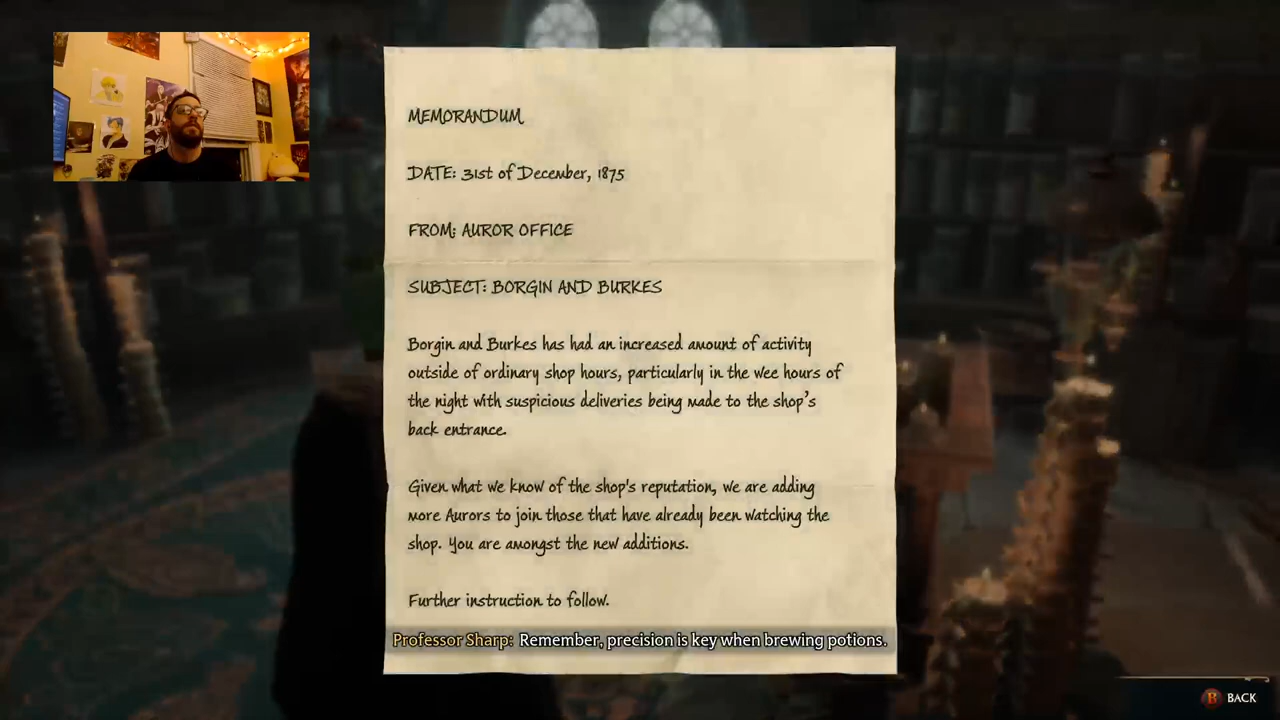 MEMORANDUM
DATE: 31st of December, 1875
FROM: AUROR OFFICE
SUBJECT: BORGIN AND BURKES
Borgin and Burkes has had an increased amount of activity
outside of ordinary shop hours, particularly in the wee hours of
the night with suspicious deliveries being made to the shop's
back entrance.
Given what we know of the shop's reputation, we are adding
more Aurors to join those that have already been watching the
shop. You are amongst the new additions.
Further instruction to follow.
Professor Sharp: Remember, precision is key when brewing potions.
B BACK